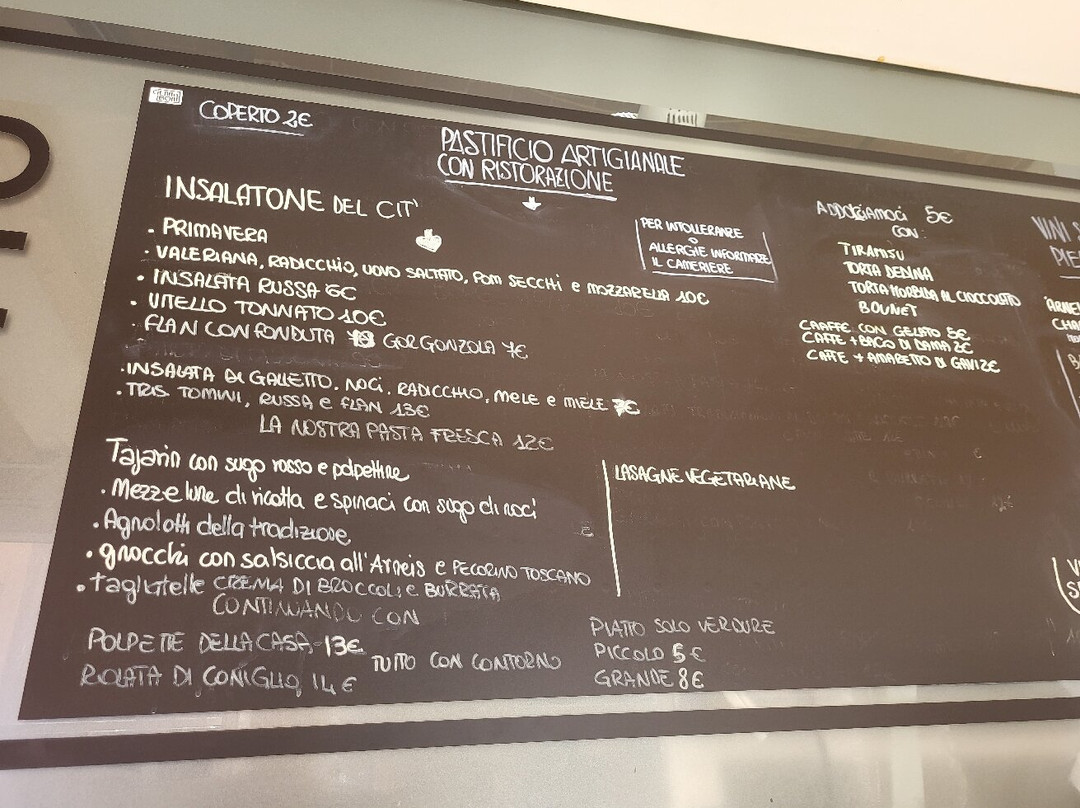 COPERTO 2€
PASTIFICIO ARTIGIANALE
CON RISTORAZIONE
INSALATONE DEL CIT'
. PRIMAVERA
. VALERIANA, RADICCHIO, UOVO SALTATO, POM SECCHI e MOZZARELLA 10€
. INSALATA RUSSA 6€
. VITELLO TONNATO 10€
. FLAN CON FONDUTA GORGONZOLA 7€
. INSALATA DI GALLETTO, NOCI, RADICCHIO, MELE e MIELE 7€
. TRIS TOMINI, RUSSA e FLAN 13€
LA NOSTRA PASTA FRESCA 12€
Tajarin con sugo rosso e polpettine
. Mezzelune di ricotta e spinaci con sugo di noci
. Agnolotti della tradizione
. gnocchi con salsiccia all'Arneis e PECORINO TOSCANO
. tagliatelle CREMA DI BROCCOLI e BURRATA
LASAGNE VEGETARIANE
CONTINUANDO CON
POLPETTE DELLA CASA 13€
ROLATA DI CONIGLIO 14€
TUTTO CON CONTORNO
PIATTO SOLO VERDURE
PICCOLO 5€
GRANDE 8€
PER INTOLLERANZE
O
ALLERGIE INFORMARE
IL CAMERIERE
ADDOLCIAMOCI 5€
CON:
TIRAMISU
TORTA DEDINA
TORTA MORBIDA AL CIOCCOLATO
BOUNET
CAFFE CON GELATO 5€
CAFFE + BACO DI DAMA 2€
CAFFE + AMARETTO DI GAVI 2€
VINI